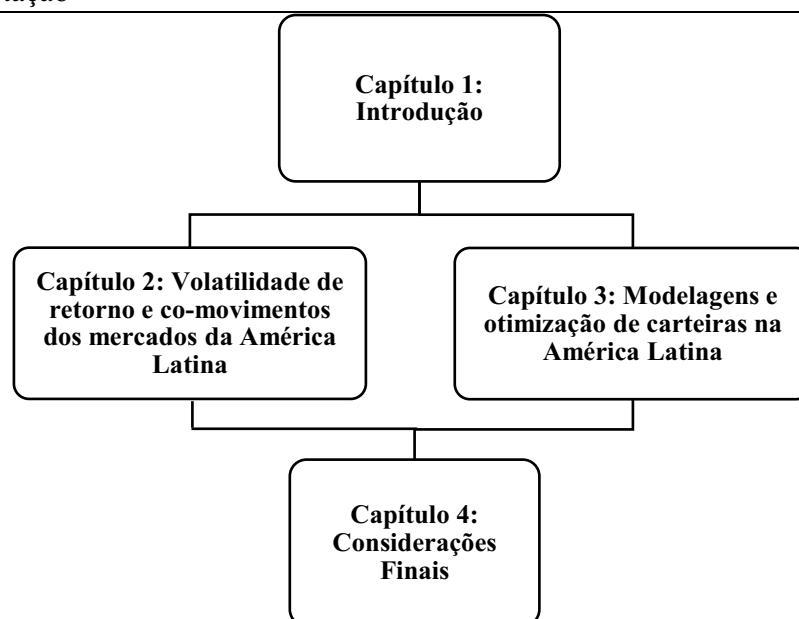 Capítulo 1:
Introdução
Capítulo 2: Volatilidade de
retorno e co-movimentos
dos mercados da América
Latina
Capítulo 3: Modelagens e
otimização de carteiras na
América Latina
Capítulo 4:
Considerações
Finais